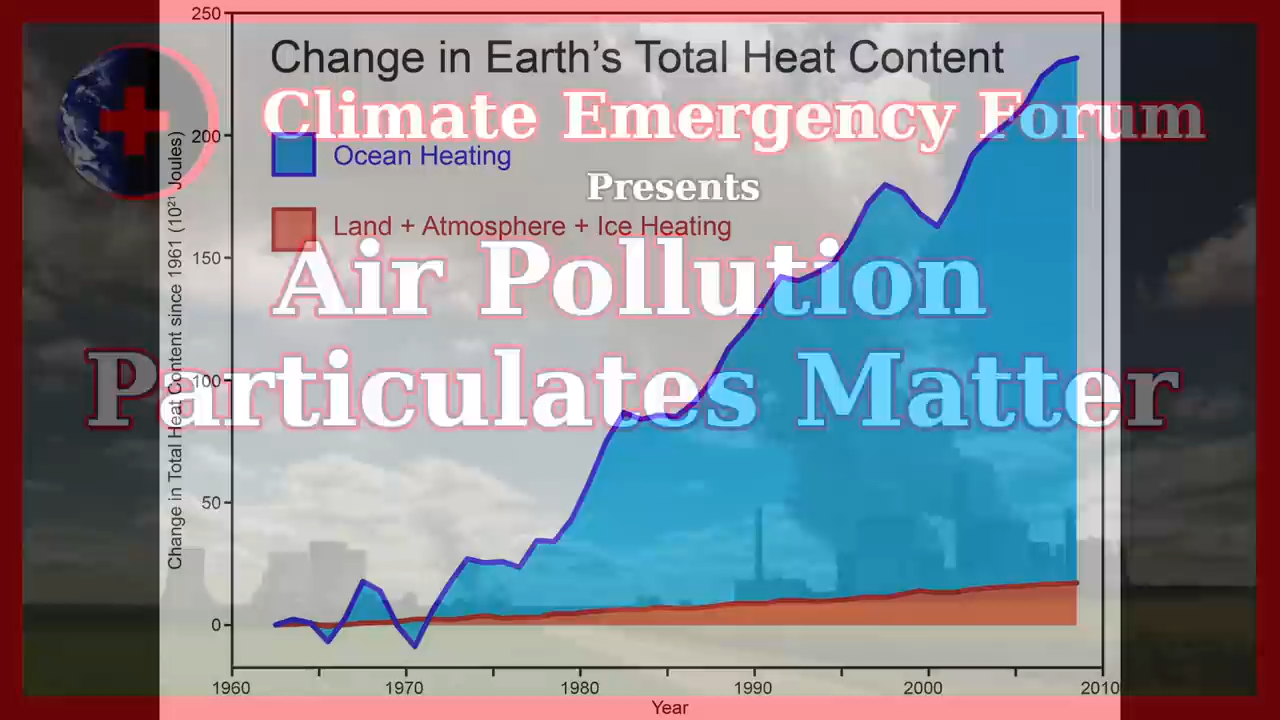 250
Change in Earth's Total Heat Content
Climate Emergency Forum
200
Ocean Heating
Presents
Land + Atmosphere + Ice Heating
150
Air Pollution
Particulates Matter
100
50
0
Change in Total Heat Content since 1961 (10²¹ Joules)
1960 1970 1980 1990 2000 2010
Year